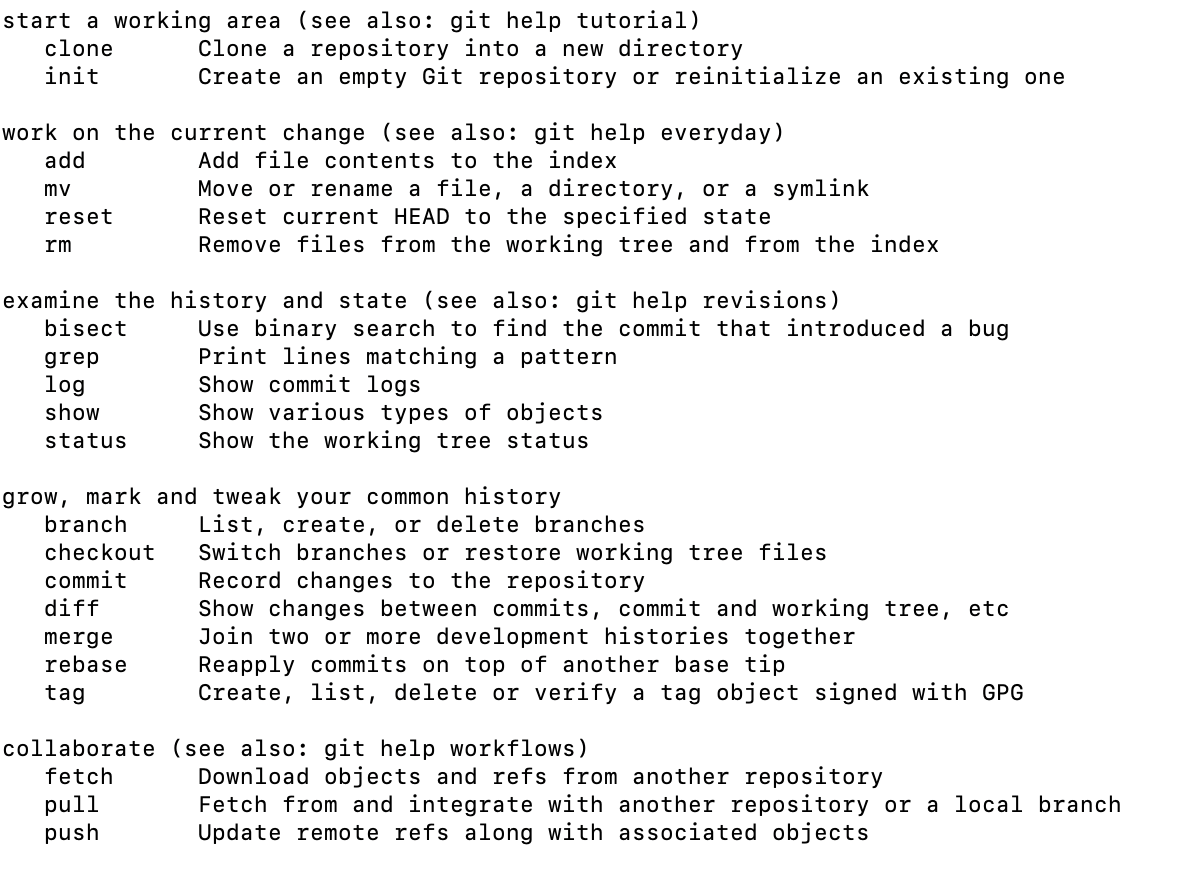 start a working area (see also: git help tutorial)
   clone      Clone a repository into a new directory
   init       Create an empty Git repository or reinitialize an existing one

work on the current change (see also: git help everyday)
   add        Add file contents to the index
   mv         Move or rename a file, a directory, or a symlink
   reset      Reset current HEAD to the specified state
   rm         Remove files from the working tree and from the index

examine the history and state (see also: git help revisions)
   bisect     Use binary search to find the commit that introduced a bug
   grep       Print lines matching a pattern
   log        Show commit logs
   show       Show various types of objects
   status     Show the working tree status

grow, mark and tweak your common history
   branch     List, create, or delete branches
   checkout   Switch branches or restore working tree files
   commit     Record changes to the repository
   diff       Show changes between commits, commit and working tree, etc
   merge      Join two or more development histories together
   rebase     Reapply commits on top of another base tip
   tag        Create, list, delete or verify a tag object signed with GPG

collaborate (see also: git help workflows)
   fetch      Download objects and refs from another repository
   pull       Fetch from and integrate with another repository or a local branch
   push       Update remote refs along with associated objects